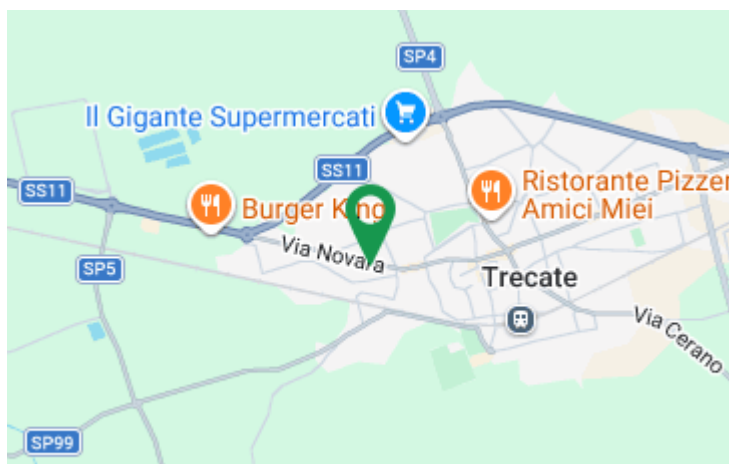 SP4
Il Gigante Supermercati
SS11
SS11
Burger King
Ristorante Pizzer
Amici Miei
Via Novara
SP5
Trecate
Via Cerano
SP99